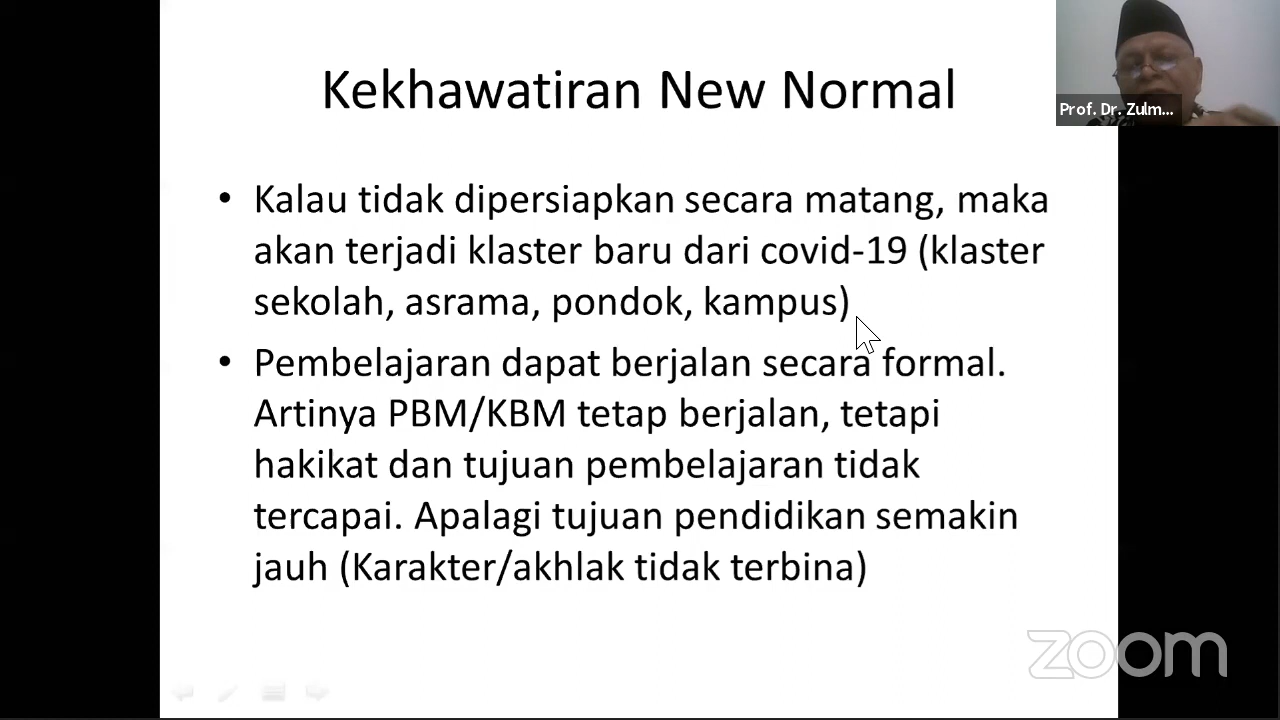 Kekhawatiran New Normal
Prof. Dr. Zulm...
• Kalau tidak dipersiapkan secara matang, maka
akan terjadi klaster baru dari covid-19 (klaster
sekolah, asrama, pondok, kampus)
• Pembelajaran dapat berjalan secara formal.
Artinya PBM/KBM tetap berjalan, tetapi
hakikat dan tujuan pembelajaran tidak
tercapai. Apalagi tujuan pendidikan semakin
jauh (Karakter/akhlak tidak terbina)
zoom